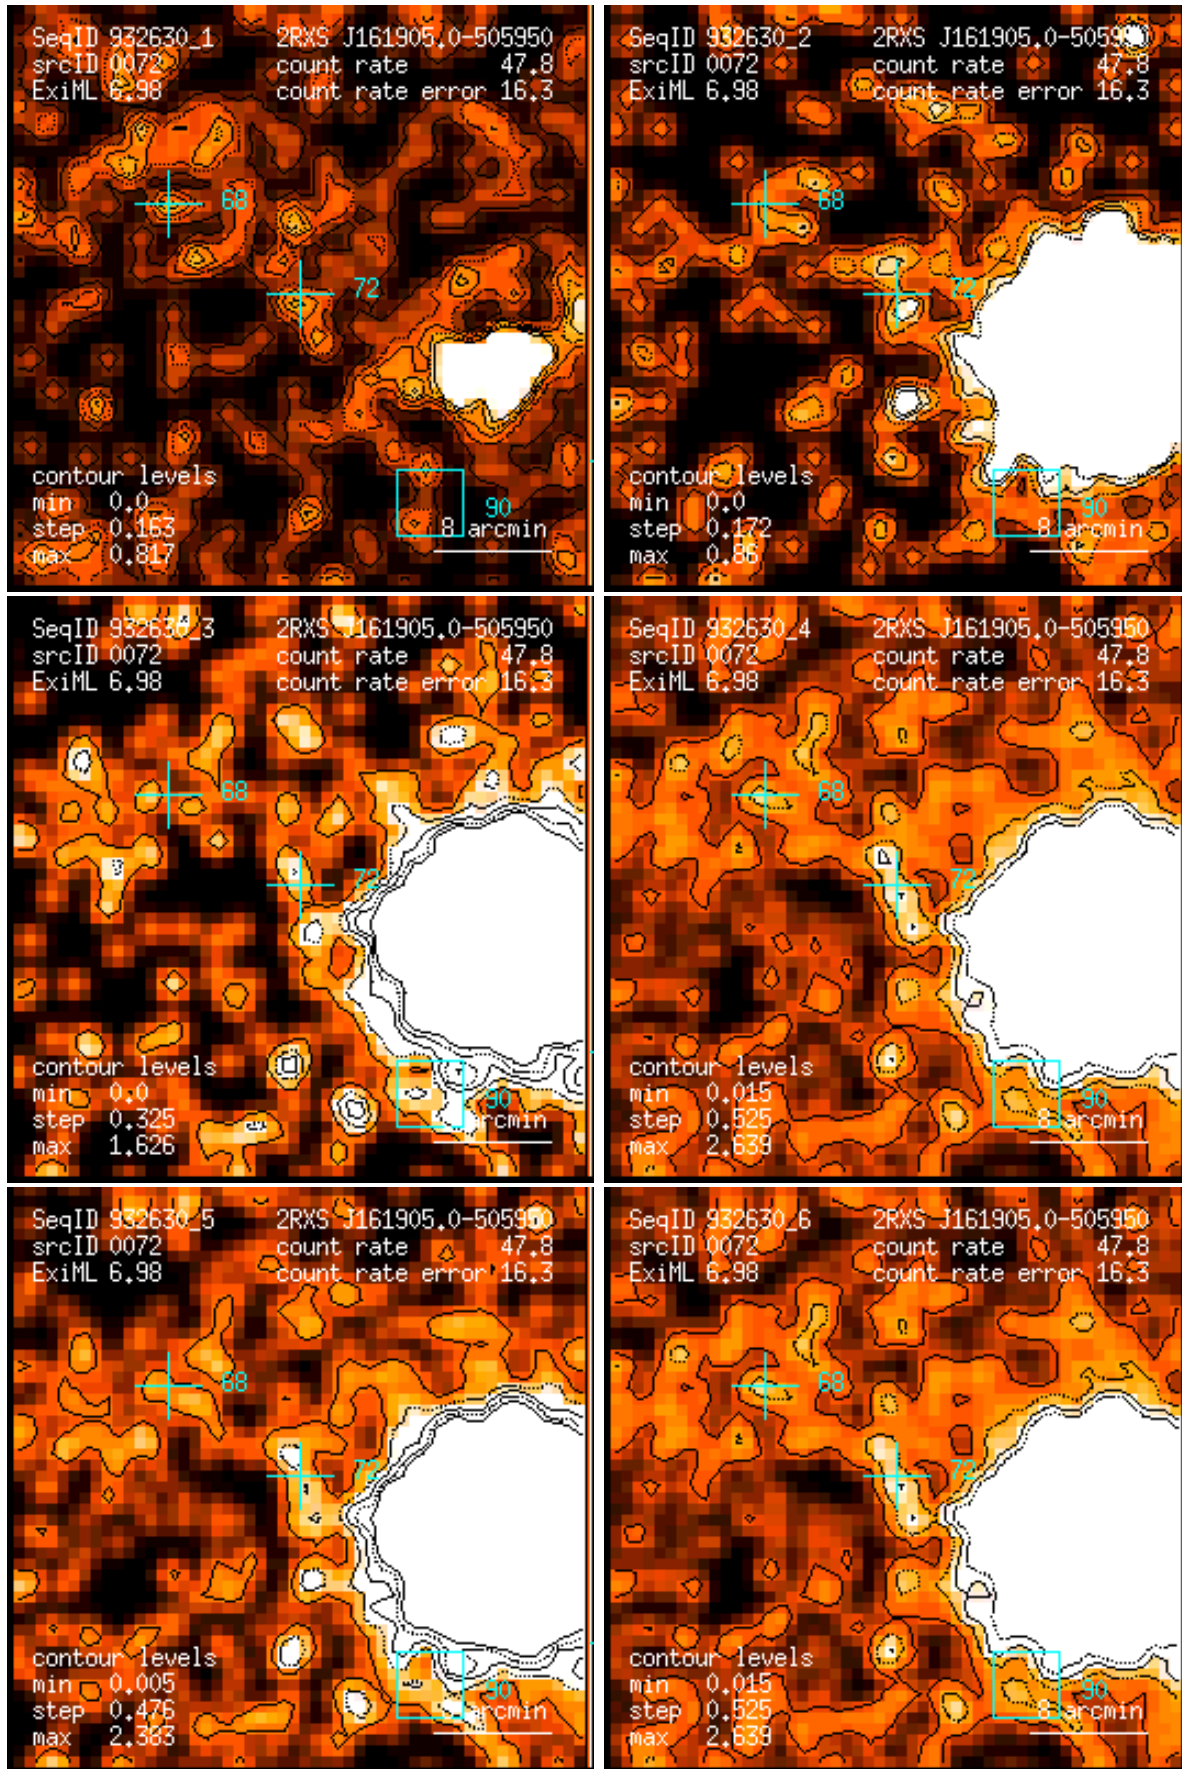 SeqID 932630_1 2RXS J161905.0-505950
srcID 0072 count rate 47.8
ExiML 6.98 count rate error 16.3
68
72
contour levels
min 0.0
90
step 0.163
8 arcmin
max 0.817
SeqID 932630_2 2RXS J161905.0-505950
srcID 0072 count rate 47.8
ExiML 6.98 count rate error 16.3
68
72
contour levels
min 0.0
90
step 0.172
8 arcmin
max 0.86
SeqID 932630_3 2RXS J161905.0-505950
srcID 0072 count rate 47.8
ExiML 6.98 count rate error 16.3
68
72
contour levels
min 0.0
90
step 0.325
8 arcmin
max 1.626
SeqID 932630_4 2RXS J161905.0-505950
srcID 0072 count rate 47.8
ExiML 6.98 count rate error 16.3
68
72
contour levels
min 0.015
90
step 0.525
8 arcmin
max 2.639
SeqID 932630_5 2RXS J161905.0-505950
srcID 0072 count rate 47.8
ExiML 6.98 count rate error 16.3
68
72
contour levels
min 0.005
90
step 0.476
8 arcmin
max 2.383
SeqID 932630_6 2RXS J161905.0-505950
srcID 0072 count rate 47.8
ExiML 6.98 count rate error 16.3
68
72
contour levels
min 0.015
90
step 0.525
8 arcmin
max 2.639